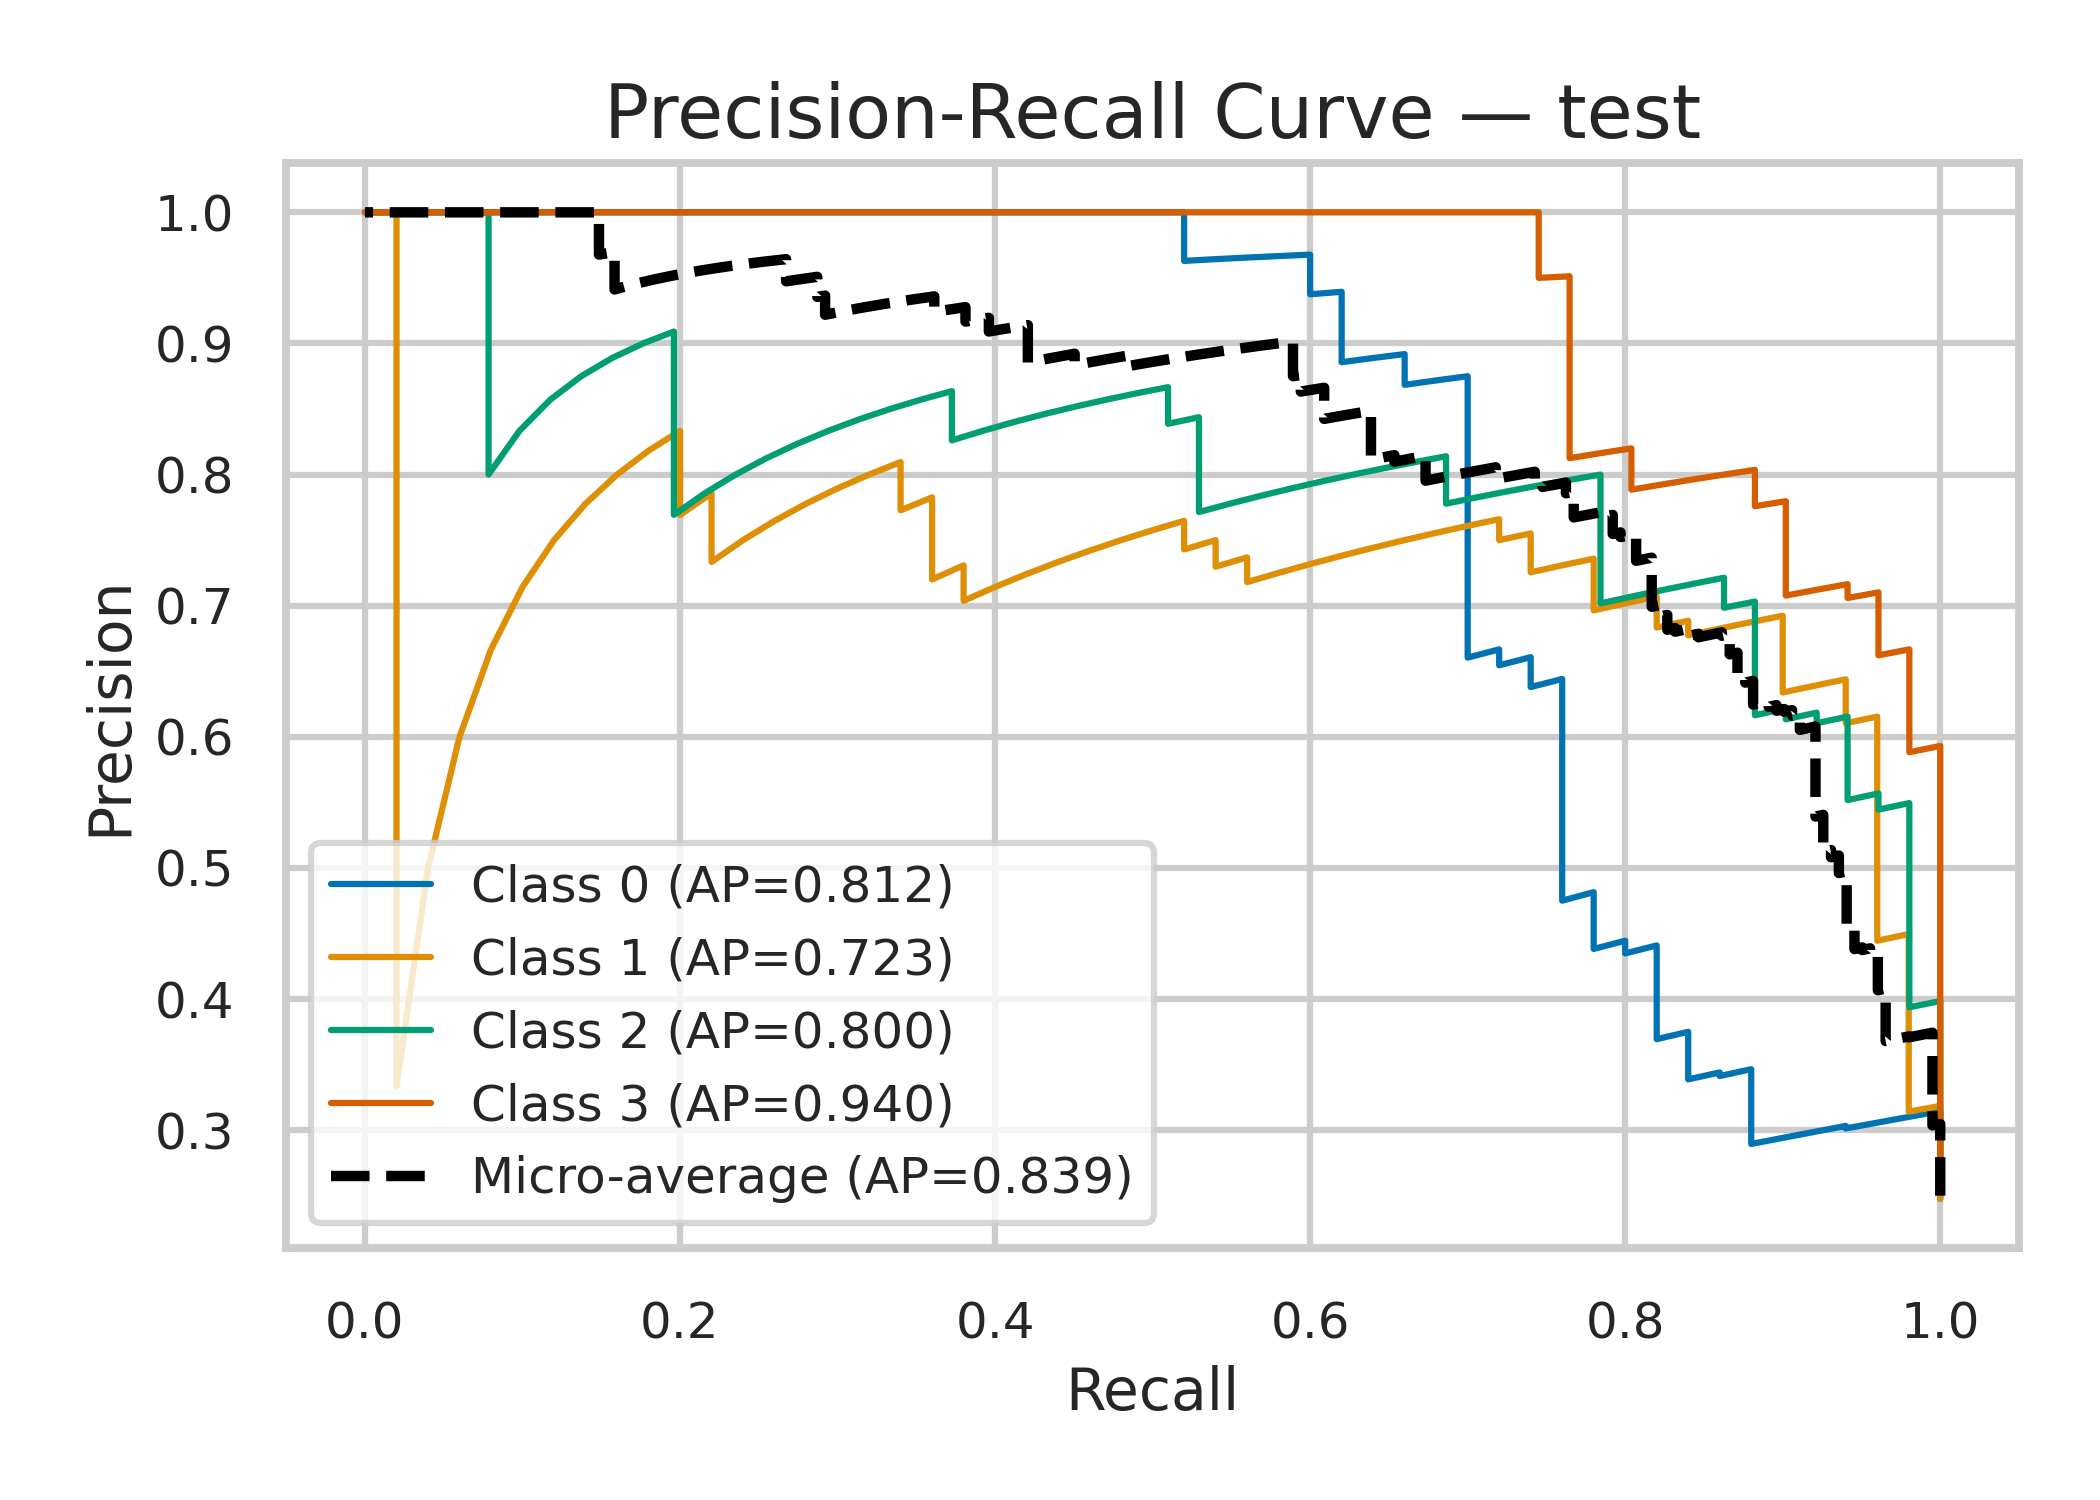 Precision-Recall Curve — test
Precision
1.0
0.9
0.8
0.7
0.6
0.5
0.4
0.3
Class 0 (AP=0.812)
Class 1 (AP=0.723)
Class 2 (AP=0.800)
Class 3 (AP=0.940)
Micro-average (AP=0.839)
0.0 0.2 0.4 0.6 0.8 1.0
Recall